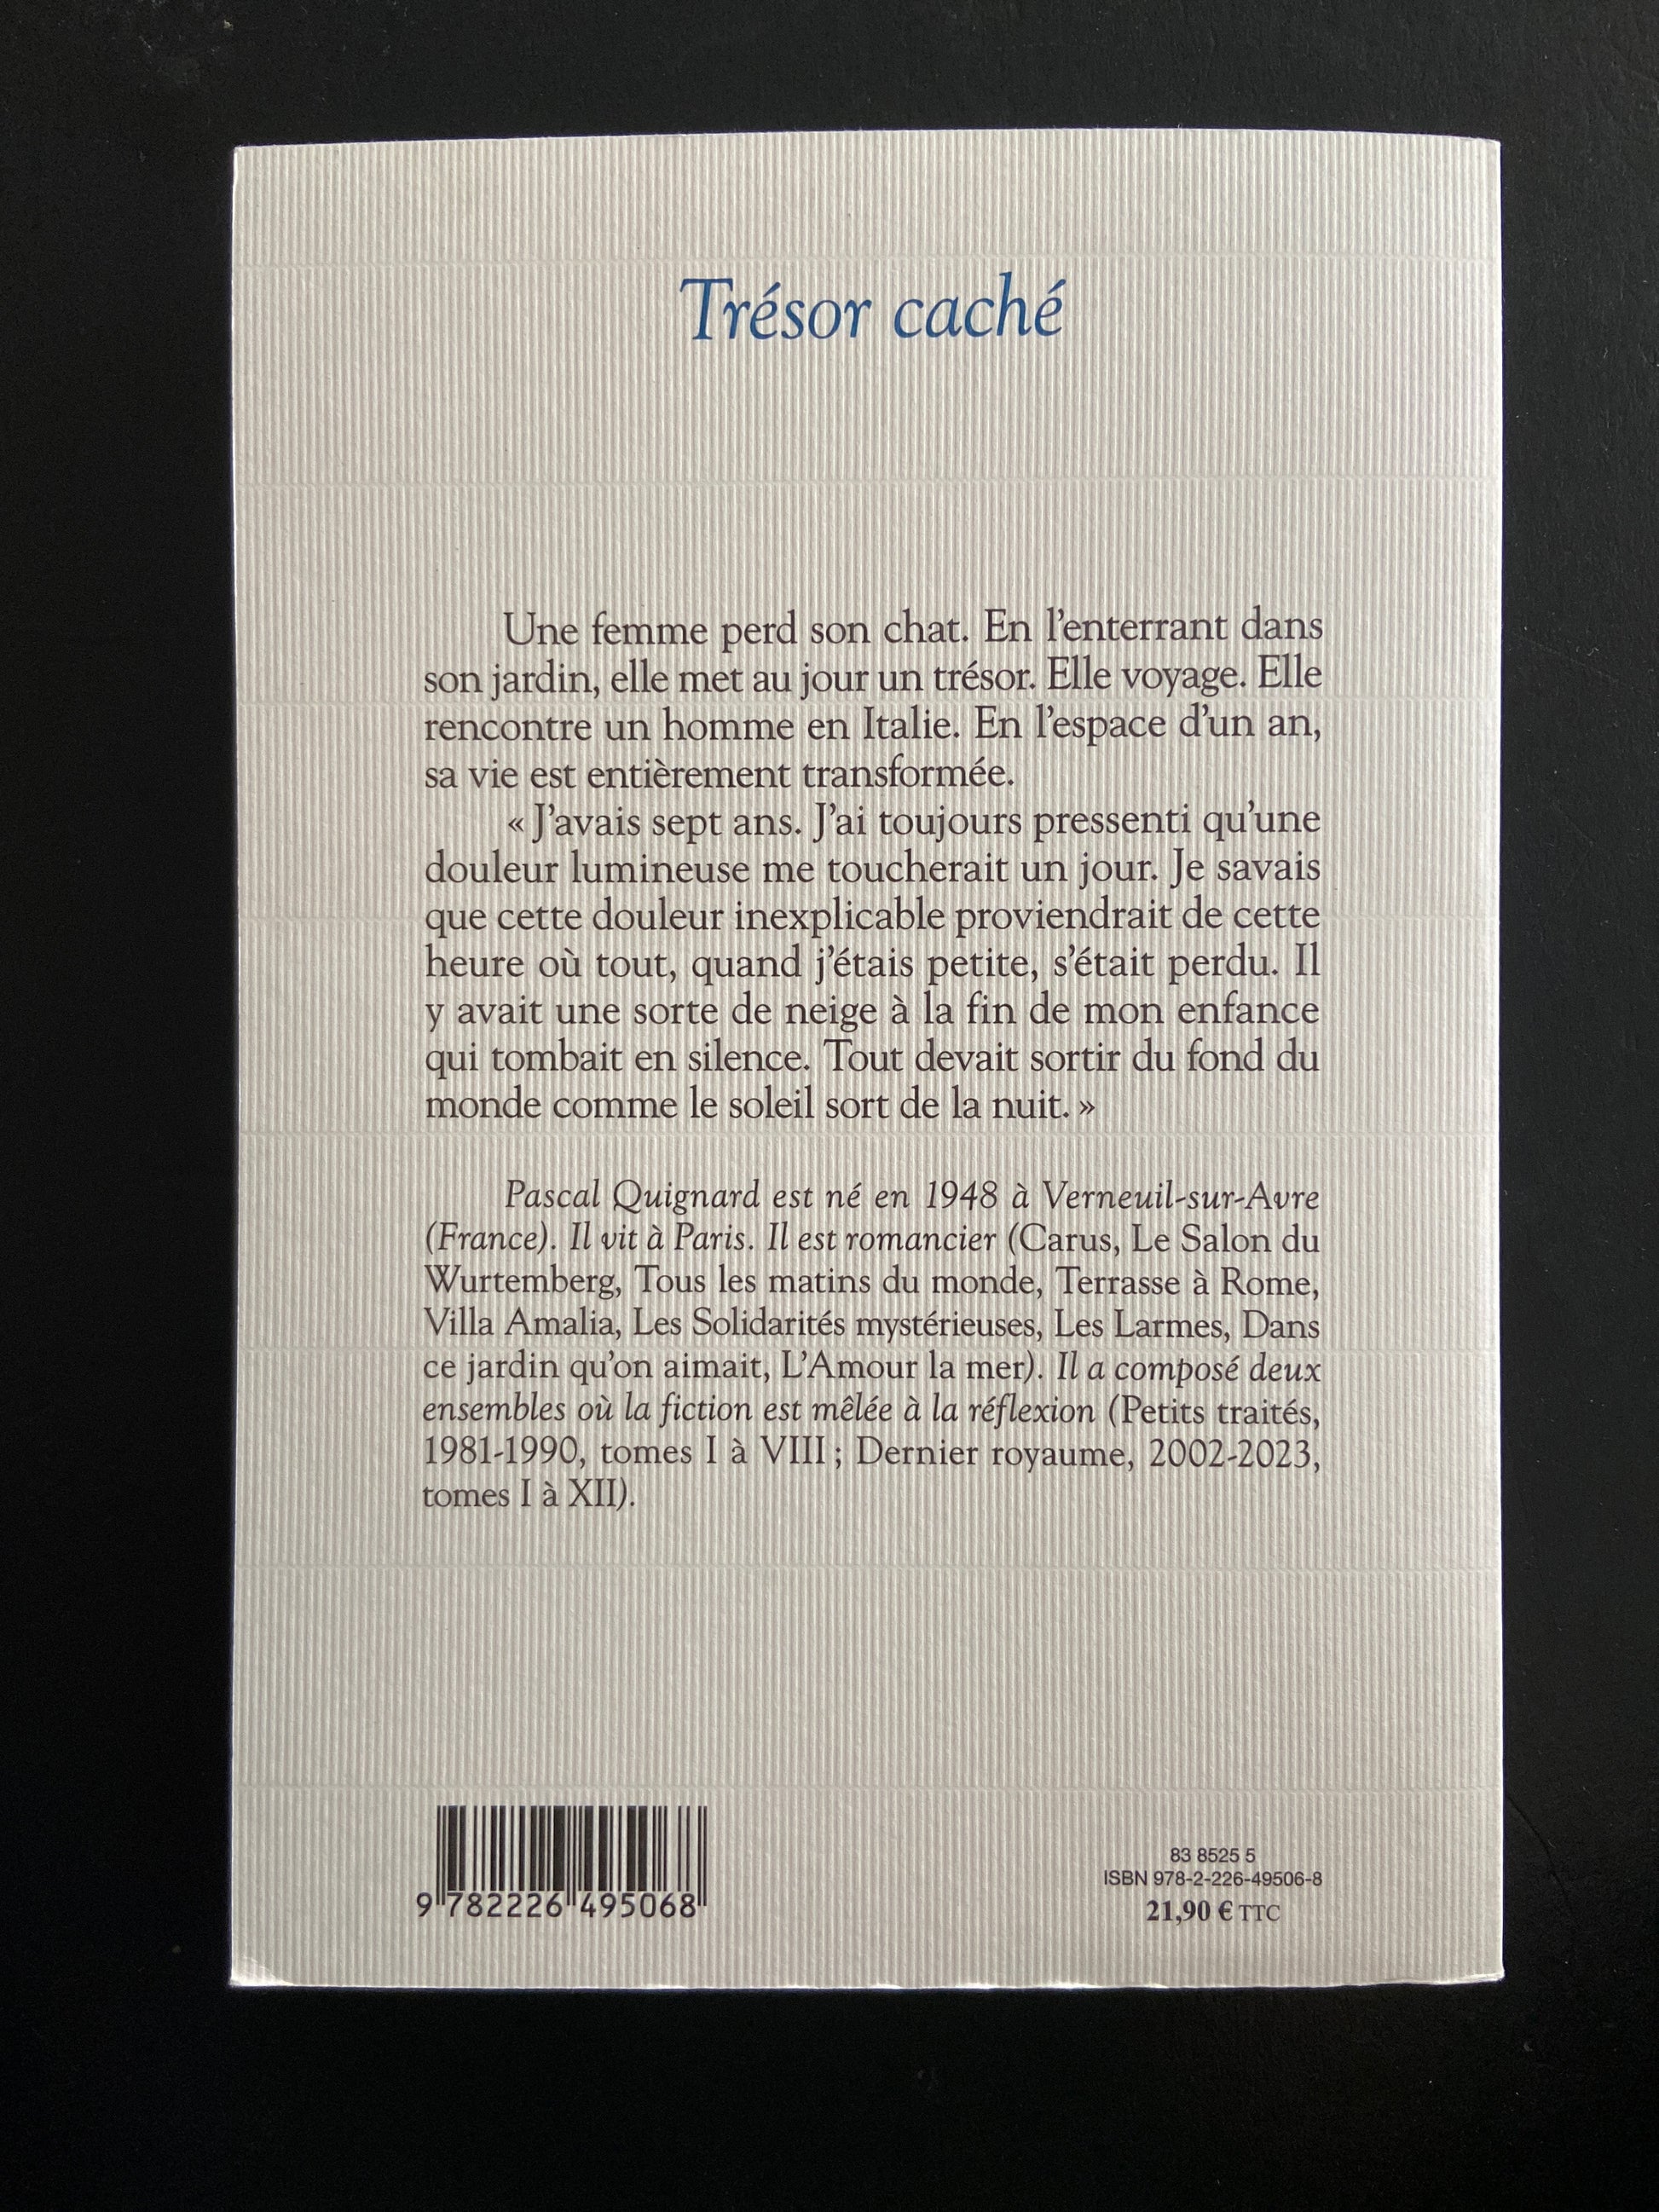 Trésor caché
Une femme perd son chat. En l’enterrant dans
son jardin, elle met au jour un trésor. Elle voyage. Elle
rencontre un homme en Italie. En l’espace d’un an,
sa vie est entièrement transformée.
« J’avais sept ans. J’ai toujours pressenti qu’une
douleur lumineuse me toucherait un jour. Je savais
que cette douleur inexplicable proviendrait de cette
heure où tout, quand j’étais petite, s’était perdu. Il
y avait une sorte de neige à la fin de mon enfance
qui tombait en silence. Tout devait sortir du fond du
monde comme le soleil sort de la nuit. »
Pascal Quignard est né en 1948 à Verneuil-sur-Avre
(France). Il vit à Paris. Il est romancier (Carus, Le Salon du
Wurtemberg, Tous les matins du monde, Terrasse à Rome,
Villa Amalia, Les Solidarités mystérieuses, Les Larmes, Dans
ce jardin qu’on aimait, L’Amour la mer). Il a composé deux
ensembles où la fiction est mêlée à la réflexion (Petits traités,
1981-1990, tomes I à VIII ; Dernier royaume, 2002-2023,
tomes I à XII).
9 782226 495068
83 8525 5
ISBN 978-2-226-49506-8
21,90 € TTC